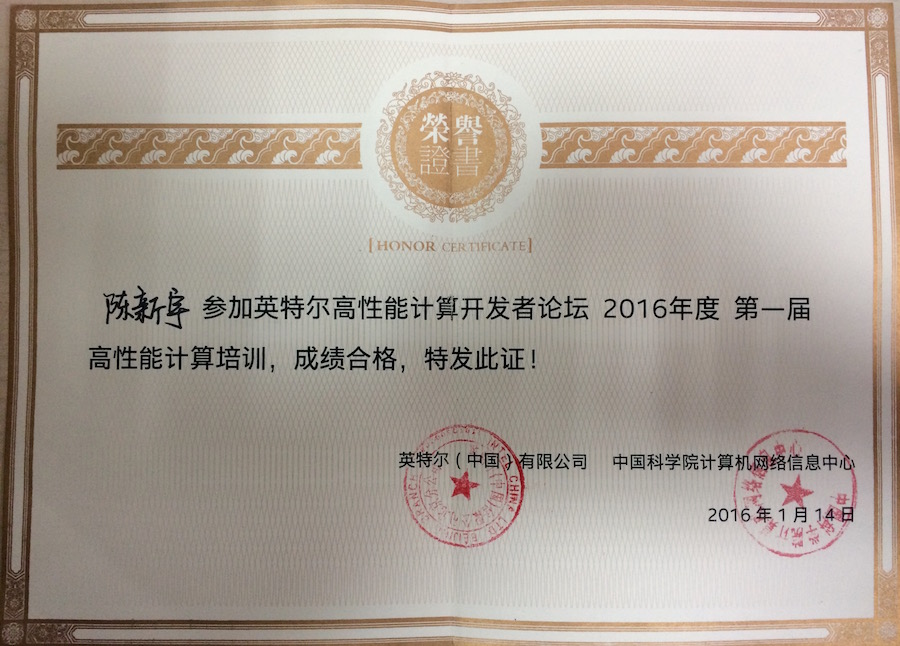 榮譽
證書
[HONOR CERTIFICATE]
陈新宇 参加英特尔高性能计算开发者论坛 2016年度 第一届
高性能计算培训，成绩合格，特发此证！
英特尔（中国）有限公司 中国科学院计算机网络信息中心
2016 年 1 月 14 日